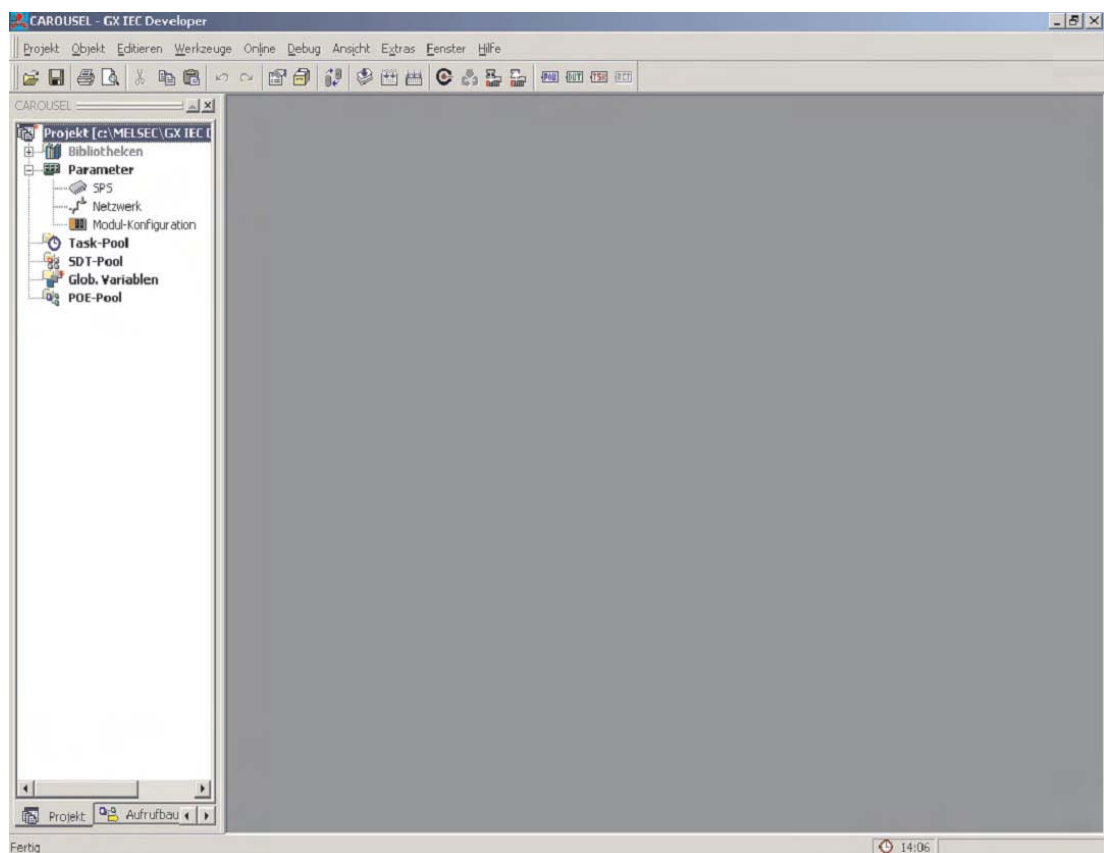 CAROUSEL - GX IEC Developer
Projekt Objekt Editieren Werkzeuge Online Debug Ansicht Extras Fenster Hilfe
CAROUSEL
Projekt [c:\MELSEC\GX IEC D
Bibliotheken
Parameter
SPS
Netzwerk
Modul-Konfiguration
Task-Pool
SDT-Pool
Glob. Variablen
POE-Pool
Projekt Aufrufbau
Fertig 14:06